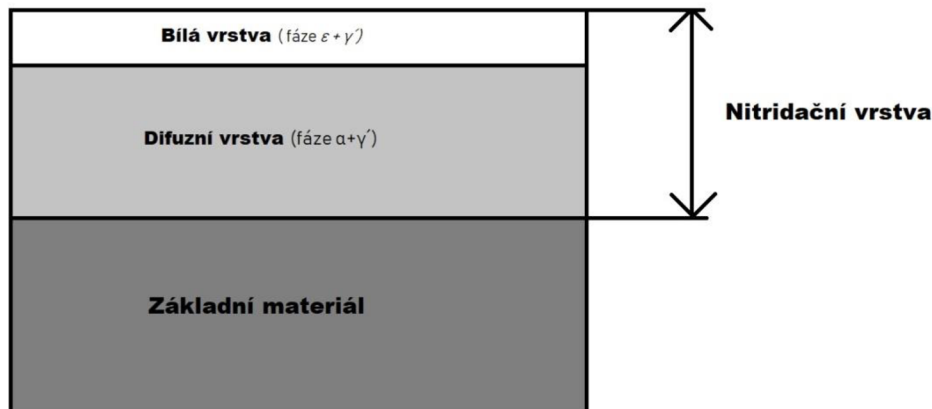 Bílá vrstva (fáze ε + γ´)
Difuzní vrstva (fáze α+γ´)
Nitridační vrstva
Základní materiál